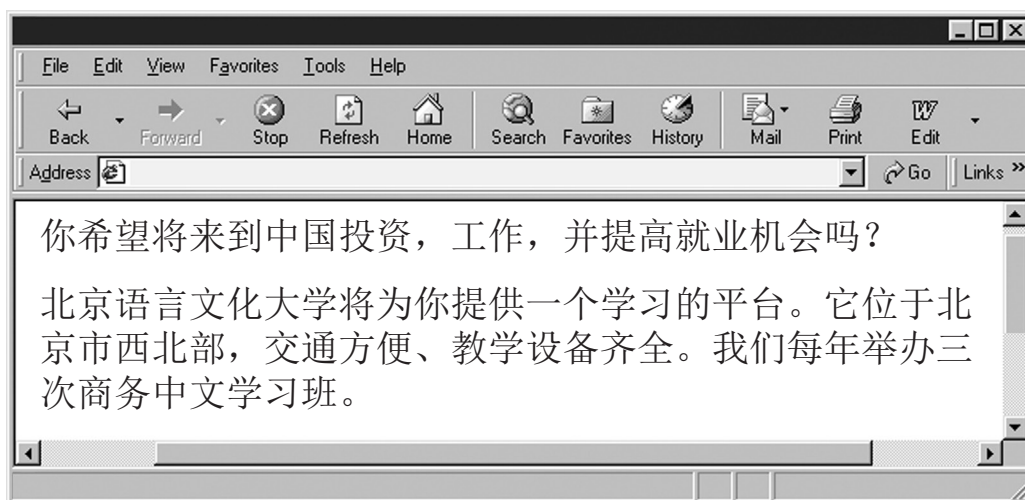 File Edit View Favorites Tools Help
Back Forward Stop Refresh Home Search Favorites History Mail Print Edit
Address Go Links »
你希望将来到中国投资，工作，并提高就业机会吗？
北京语言文化大学将为你提供一个学习的平台。它位于北
京市西北部，交通方便、教学设备齐全。我们每年举办三
次商务中文学习班。